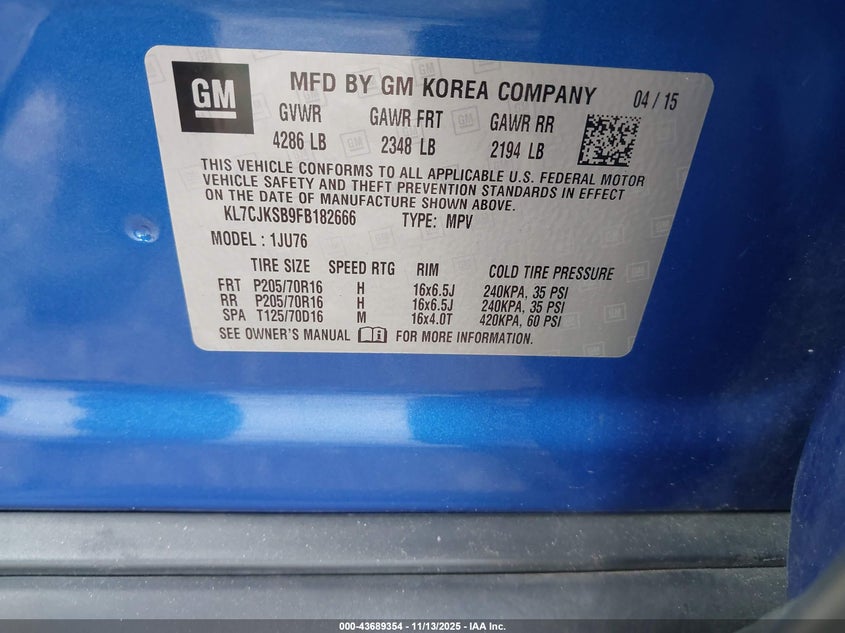 GM
MFD BY GM KOREA COMPANY 04 / 15
GVWR GAWR FRT GAWR RR
4286 LB 2348 LB 2194 LB
THIS VEHICLE CONFORMS TO ALL APPLICABLE U.S. FEDERAL MOTOR
VEHICLE SAFETY AND THEFT PREVENTION STANDARDS IN EFFECT
ON THE DATE OF MANUFACTURE SHOWN ABOVE.
KL7CJKSB9FB182666 TYPE: MPV
MODEL : 1JU76
TIRE SIZE SPEED RTG RIM COLD TIRE PRESSURE
FRT P205/70R16 H 16x6.5J 240KPA, 35 PSI
RR P205/70R16 H 16x6.5J 240KPA, 35 PSI
SPA T125/70D16 M 16x4.0T 420KPA, 60 PSI
SEE OWNER'S MANUAL FOR MORE INFORMATION.
000-43689354 - 11/13/2025 - IAA Inc.